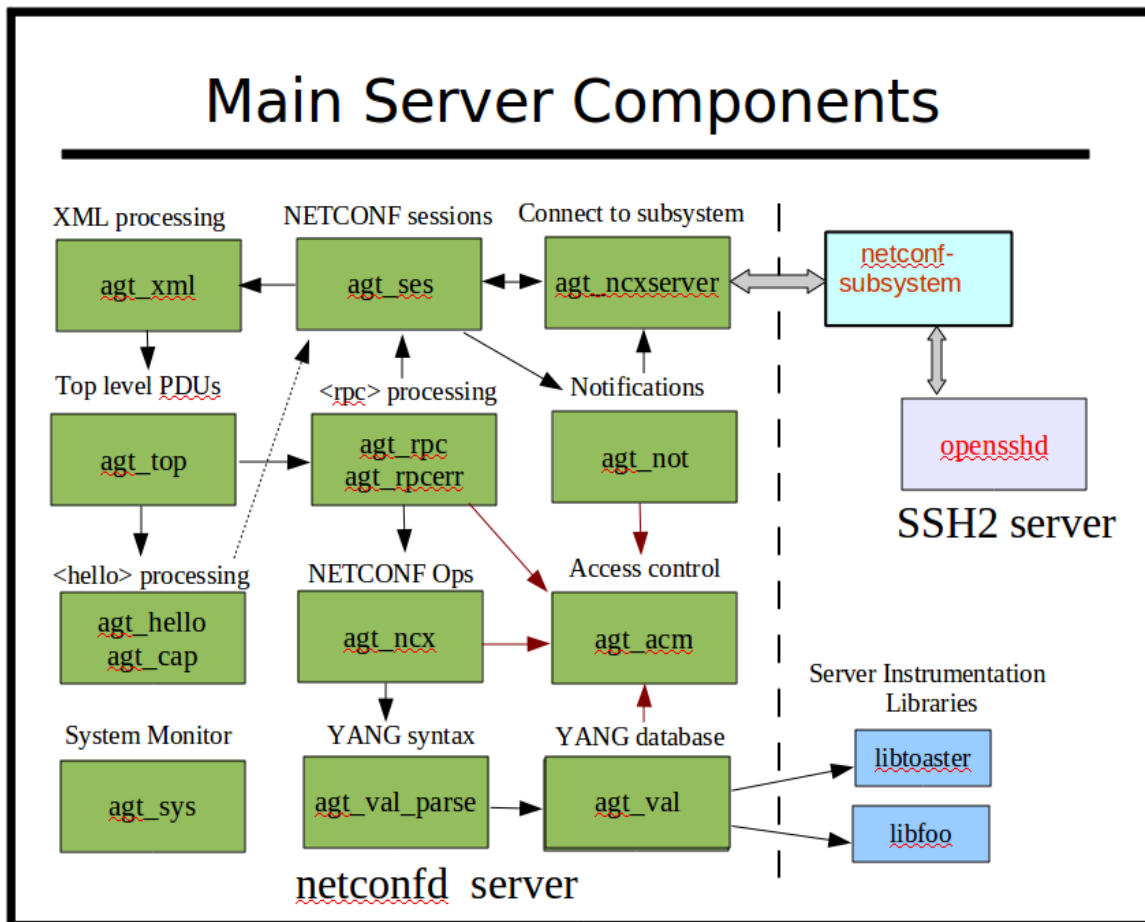 Main Server Components
XML processing
NETCONF sessions
Connect to subsystem
agt_xml
agt_ses
agt_ncxserver
netconf-
subsystem
Top level PDUs
<rpc> processing
Notifications
agt_top
agt_rpc
agt_rpcerr
agt_not
opensshd
SSH2 server
<hello> processing
NETCONF Ops
Access control
agt_hello
agt_cap
agt_ncx
agt_acm
Server Instrumentation
Libraries
System Monitor
YANG syntax
YANG database
agt_sys
agt_val_parse
agt_val
libtoaster
libfoo
netconfd server